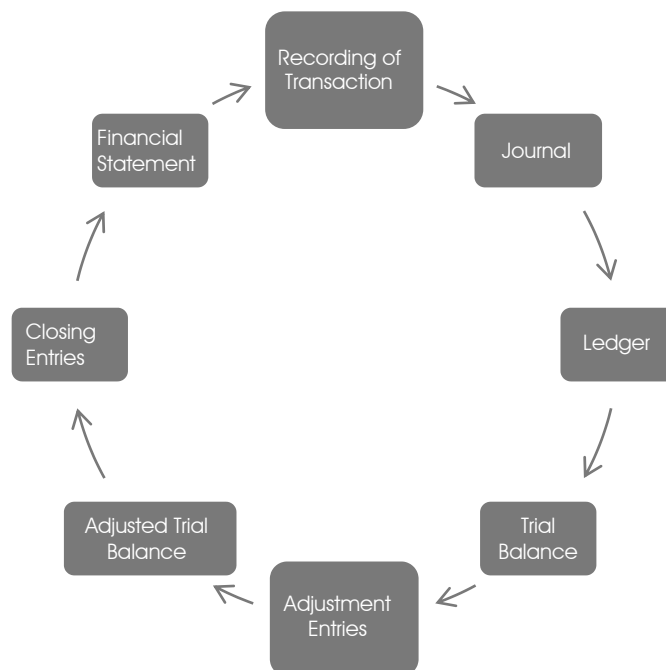 Recording of
Transaction
Journal
Ledger
Trial
Balance
Adjustment
Entries
Adjusted Trial
Balance
Closing
Entries
Financial
Statement